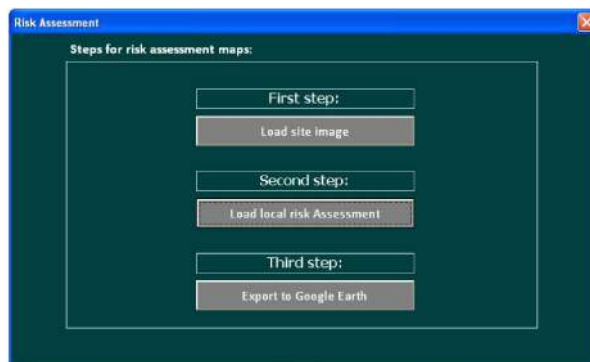 Risk Assessment
Steps for risk assessment maps:
First step:
Load site image
Second step:
Load local risk Assessment
Third step:
Export to Google Earth